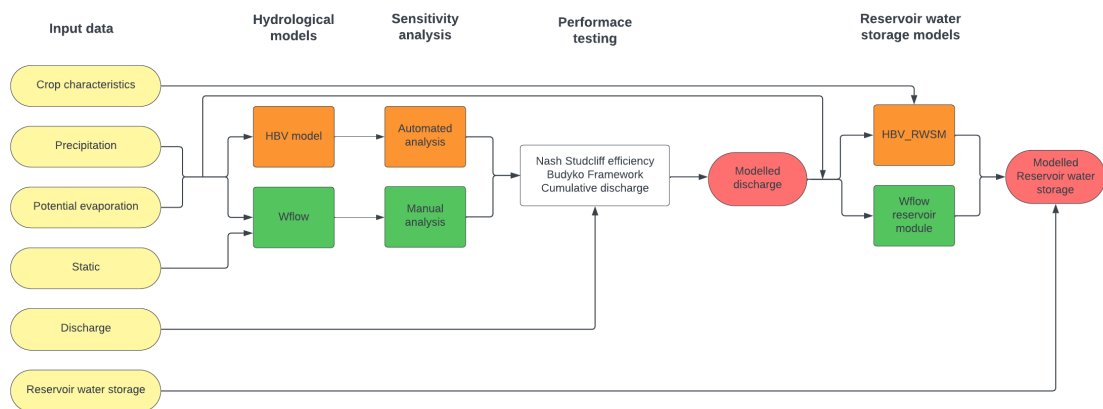 Input data
Hydrological
models
Sensitivity
analysis
Performace
testing
Reservoir water
storage models
Crop characteristics
Precipitation
Potential evaporation
Static
Discharge
Reservoir water storage
HBV model
Wflow
Automated
analysis
Manual
analysis
Nash Studcliff efficiency
Budyko Framework
Cumulative discharge
Modelled
discharge
HBV_RWSM
Wflow
reservoir
module
Modelled
Reservoir water
storage